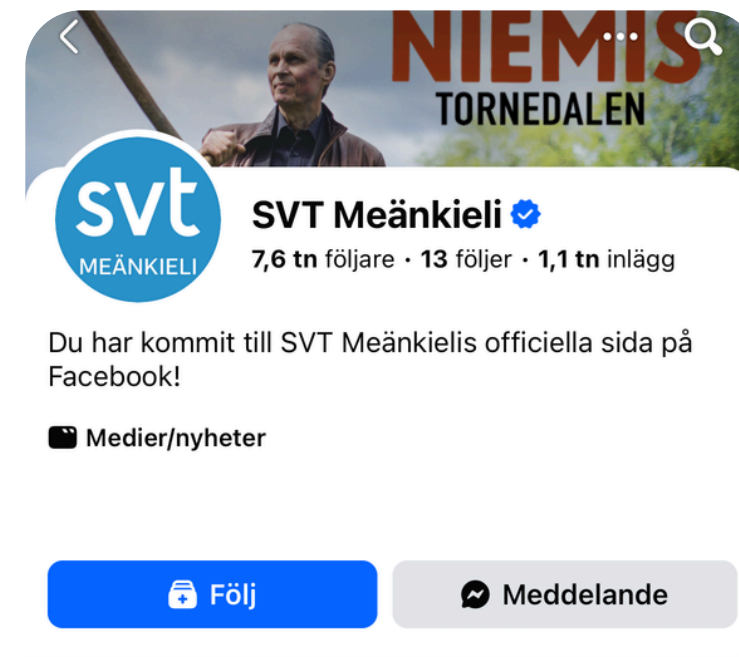 NIEMIS
TORNEDALEN
svt
MEÄNKIELI
SVT Meänkieli
7,6 tn följare · 13 följer · 1,1 tn inlägg
Du har kommit till SVT Meänkielis officiella sida på
Facebook!
Medier/nyheter
Följ
Meddelande